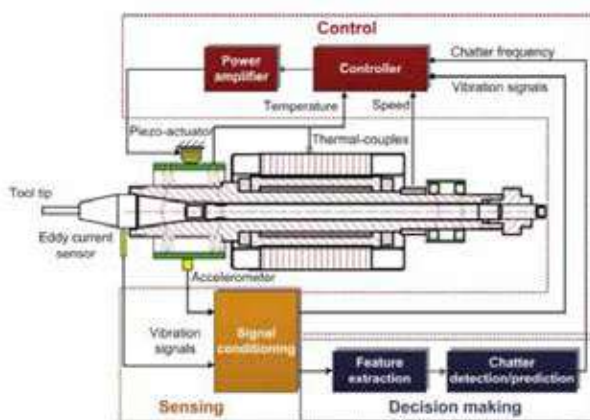 Control
Power
amplifier
Controller
Chatter frequency
Vibration signals
Temperature
Speed
Piezo-actuator
Thermal-couples
Tool tip
Eddy current
sensor
Accelerometer
Vibration
signals
Signal
conditioning
Feature
extraction
Chatter
detection/prediction
Sensing
Decision making